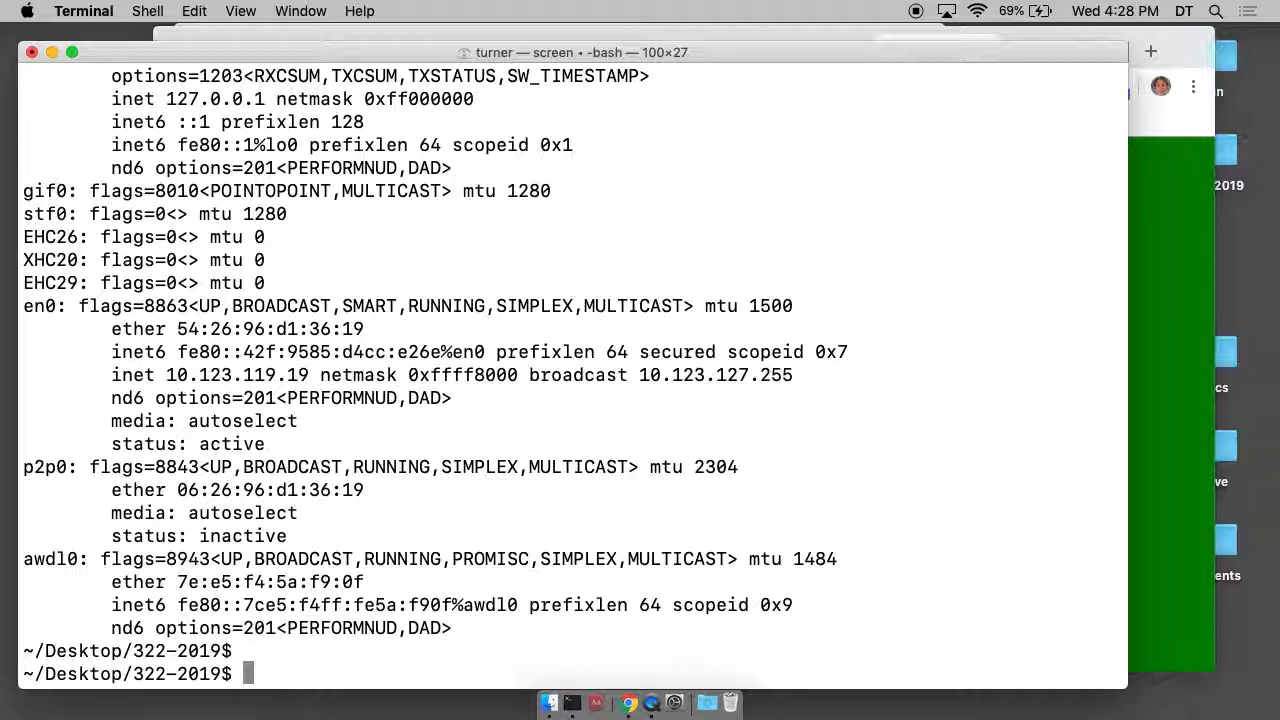 Terminal Shell Edit View Window Help 69% Wed 4:28 PM DT
turner — screen • -bash — 100×27
options=1203<RXCSUM,TXCSUM,TXSTATUS,SW_TIMESTAMP>
inet 127.0.0.1 netmask 0xff000000
inet6 ::1 prefixlen 128
inet6 fe80::1%lo0 prefixlen 64 scopeid 0x1
nd6 options=201<PERFORMNUD,DAD>
gif0: flags=8010<POINTOPOINT,MULTICAST> mtu 1280
stf0: flags=0<> mtu 1280
EHC26: flags=0<> mtu 0
XHC20: flags=0<> mtu 0
EHC29: flags=0<> mtu 0
en0: flags=8863<UP,BROADCAST,SMART,RUNNING,SIMPLEX,MULTICAST> mtu 1500
ether 54:26:96:d1:36:19
inet6 fe80::42f:9585:d4cc:e26e%en0 prefixlen 64 secured scopeid 0x7
inet 10.123.119.19 netmask 0xffff8000 broadcast 10.123.127.255
nd6 options=201<PERFORMNUD,DAD>
media: autoselect
status: active
p2p0: flags=8843<UP,BROADCAST,RUNNING,SIMPLEX,MULTICAST> mtu 2304
ether 06:26:96:d1:36:19
media: autoselect
status: inactive
awdl0: flags=8943<UP,BROADCAST,RUNNING,PROMISC,SIMPLEX,MULTICAST> mtu 1484
ether 7e:e5:f4:5a:f9:0f
inet6 fe80::7ce5:f4ff:fe5a:f90f%awdl0 prefixlen 64 scopeid 0x9
nd6 options=201<PERFORMNUD,DAD>
~/Desktop/322-2019$
~/Desktop/322-2019$
n
2019
cs
ve
ents